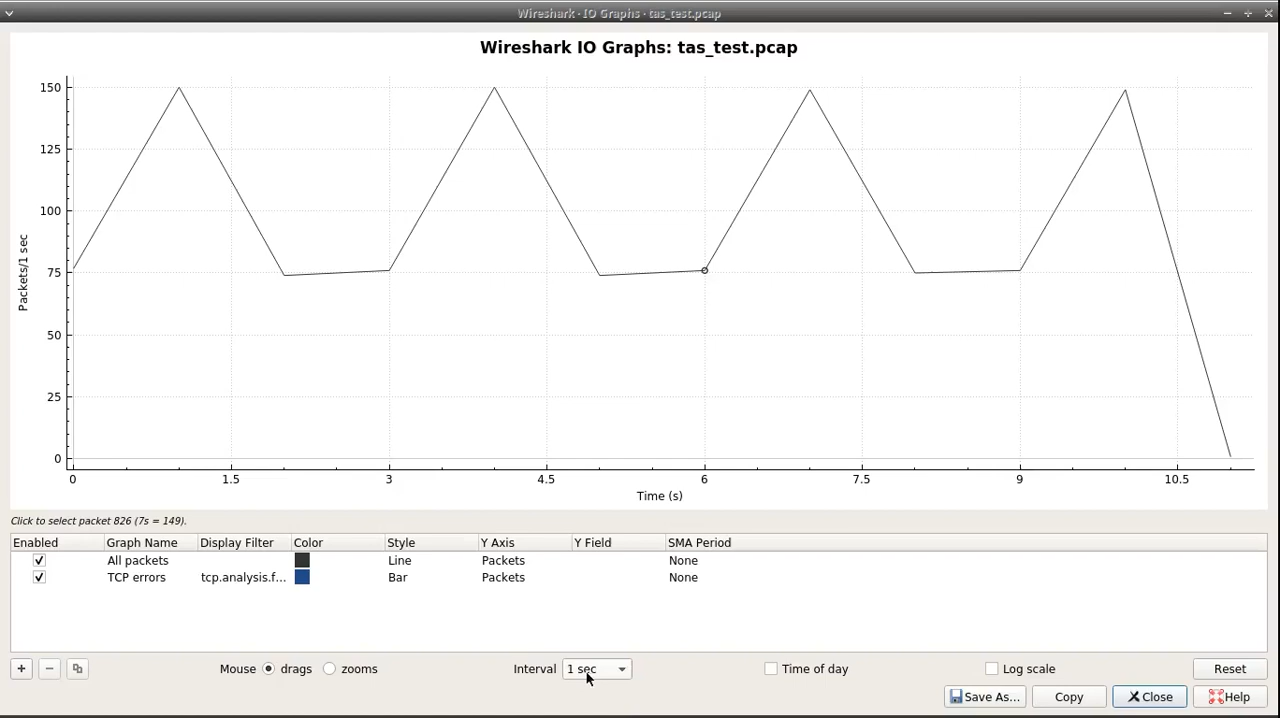 Wireshark · IO Graphs · tas_test.pcap
Wireshark IO Graphs: tas_test.pcap
150
125
100
75
50
25
0
Packets/1 sec
0 1.5 3 4.5 6 7.5 9 10.5
Time (s)
Click to select packet 826 (7s = 149).
Enabled Graph Name Display Filter Color Style Y Axis Y Field SMA Period
All packets Line Packets None
TCP errors tcp.analysis.f... Bar Packets None
Mouse drags zooms Interval 1 sec Time of day Log scale Reset
Save As... Copy Close Help